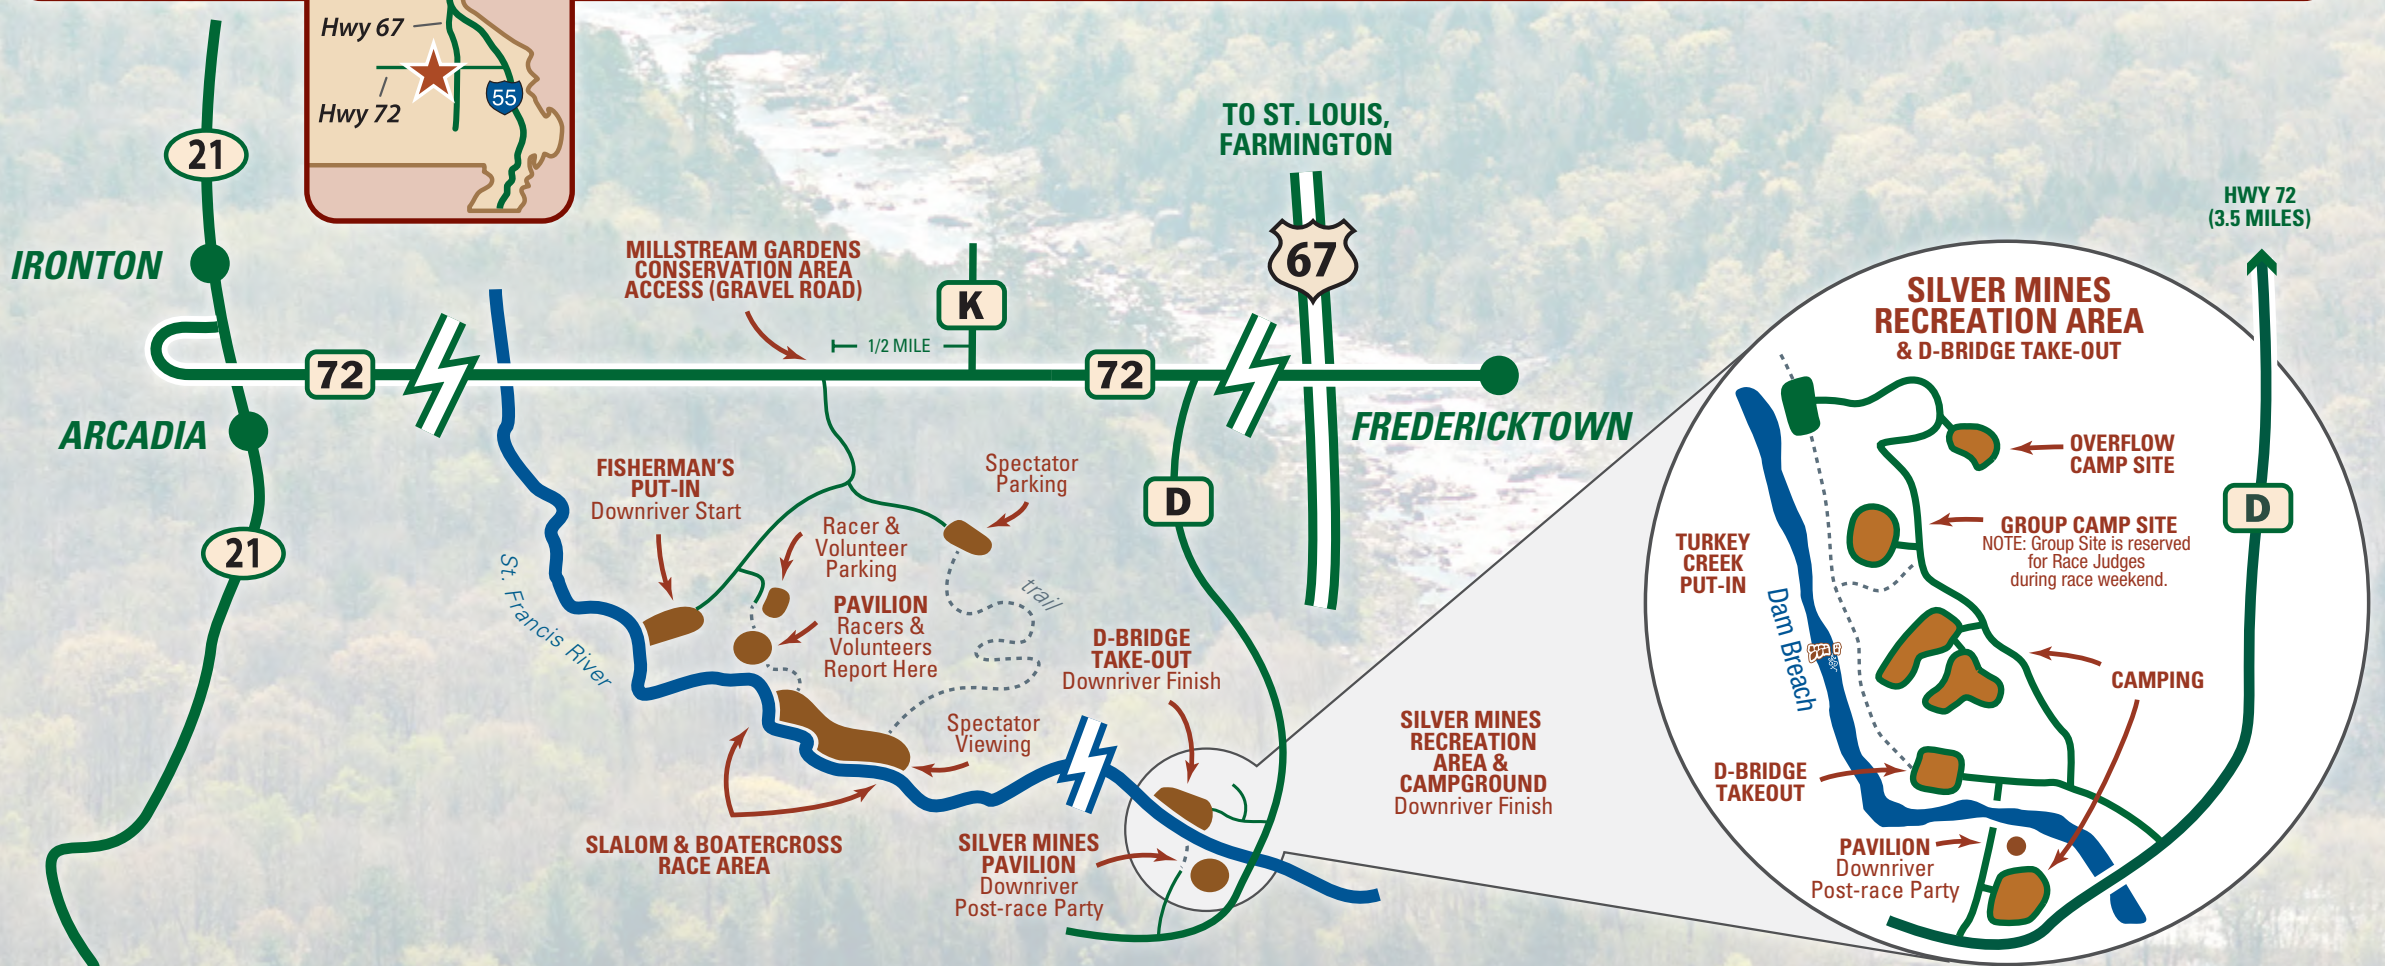 Hwy 67
55
Hwy 72
21
IRONTON
ARCADIA
21
72
MILLSTREAM GARDENS
CONSERVATION AREA
ACCESS (GRAVEL ROAD)
1/2 MILE
K
72
TO ST. LOUIS,
FARMINGTON
67
FREDERICKTOWN
D
FISHERMAN'S
PUT-IN
Downriver Start
Racer &
Volunteer
Parking
Spectator
Parking
trail
St. Francis River
PAVILION
Racers &
Volunteers
Report Here
Spectator
Viewing
SLALOM & BOATERCROSS
RACE AREA
D-BRIDGE
TAKE-OUT
Downriver Finish
SILVER MINES
PAVILION
Downriver
Post-race Party
SILVER MINES
RECREATION
AREA &
CAMPGROUND
Downriver Finish
HWY 72
(3.5 MILES)
SILVER MINES
RECREATION AREA
& D-BRIDGE TAKE-OUT
OVERFLOW
CAMP SITE
D
GROUP CAMP SITE
NOTE: Group Site is reserved
for Race Judges
during race weekend.
TURKEY
CREEK
PUT-IN
Dam Breach
CAMPING
D-BRIDGE
TAKEOUT
PAVILION
Downriver
Post-race Party